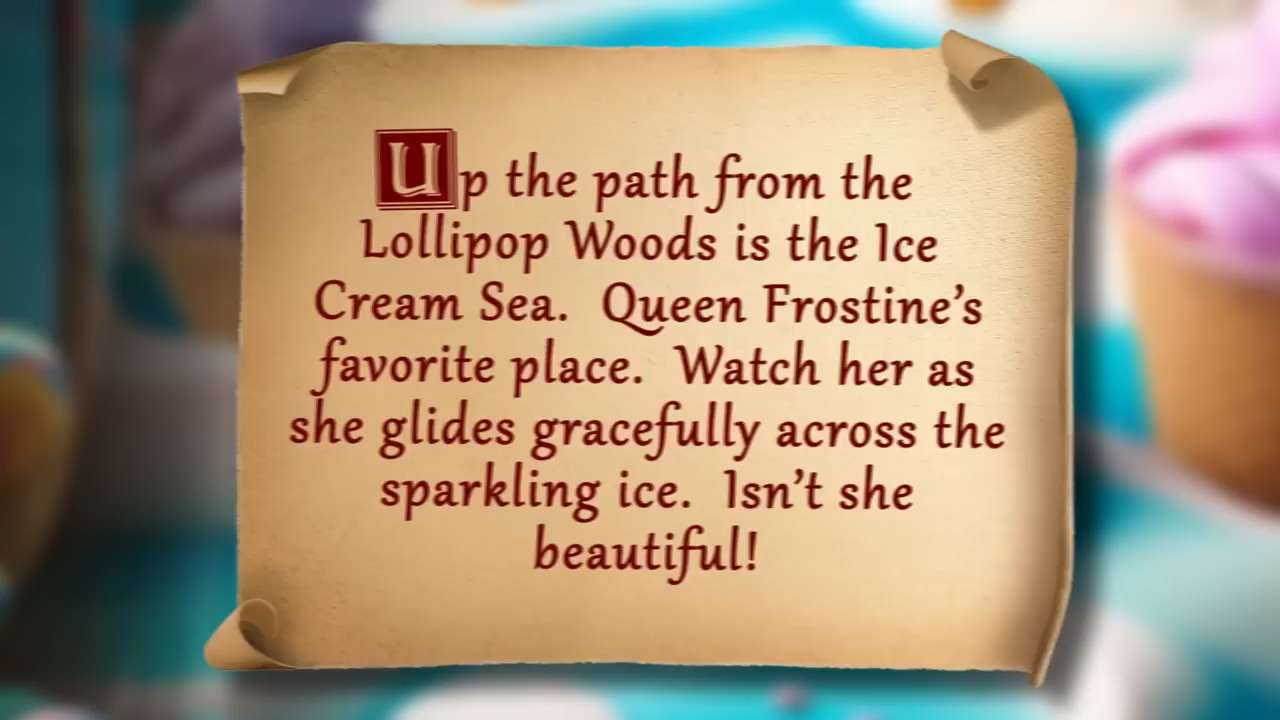 Up the path from the
Lollipop Woods is the Ice
Cream Sea.  Queen Frostine’s
favorite place.  Watch her as
she glides gracefully across the
sparkling ice.  Isn’t she
beautiful!